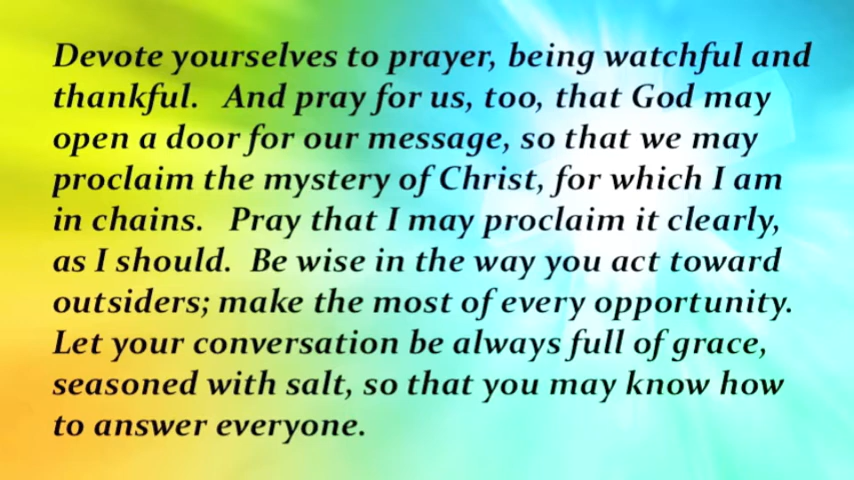 Devote yourselves to prayer, being watchful and
thankful. And pray for us, too, that God may
open a door for our message, so that we may
proclaim the mystery of Christ, for which I am
in chains. Pray that I may proclaim it clearly,
as I should. Be wise in the way you act toward
outsiders; make the most of every opportunity.
Let your conversation be always full of grace,
seasoned with salt, so that you may know how
to answer everyone.